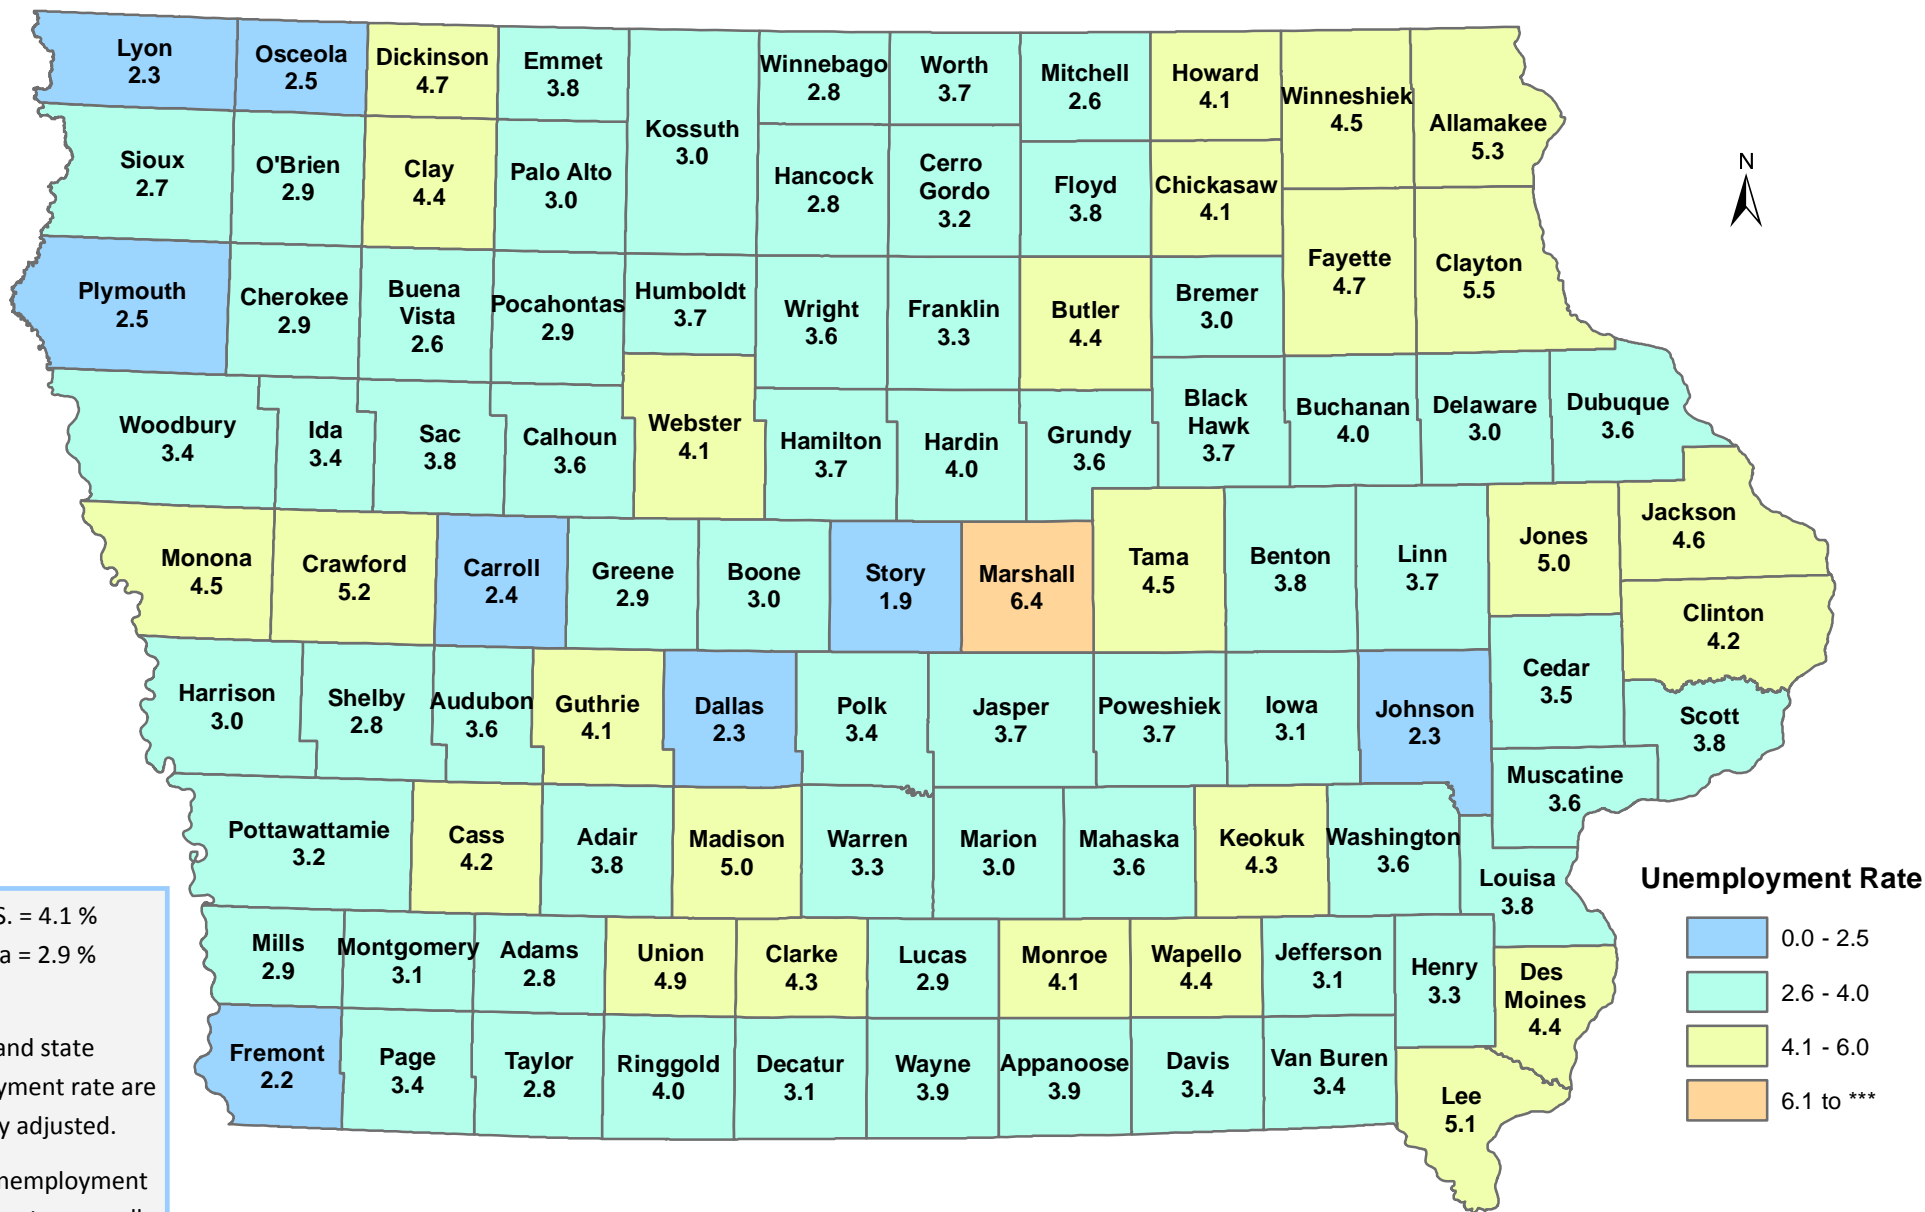 Lyon
2.3
Osceola
2.5
Dickinson
4.7
Emmet
3.8
Kossuth
3.0
Winnebago
2.8
Worth
3.7
Mitchell
2.6
Howard
4.1
Winneshiek
4.5
Allamakee
5.3
N
Sioux
2.7
O'Brien
2.9
Clay
4.4
Palo Alto
3.0
Hancock
2.8
Cerro
Gordo
3.2
Floyd
3.8
Chickasaw
4.1
Plymouth
2.5
Cherokee
2.9
Buena
Vista
2.6
Pocahontas
2.9
Humboldt
3.7
Wright
3.6
Franklin
3.3
Butler
4.4
Bremer
3.0
Fayette
4.7
Clayton
5.5
Woodbury
3.4
Ida
3.4
Sac
3.8
Calhoun
3.6
Webster
4.1
Hamilton
3.7
Hardin
4.0
Grundy
3.6
Black
Hawk
3.7
Buchanan
4.0
Delaware
3.0
Dubuque
3.6
Monona
4.5
Crawford
5.2
Carroll
2.4
Greene
2.9
Boone
3.0
Story
1.9
Marshall
6.4
Tama
4.5
Benton
3.8
Linn
3.7
Jones
5.0
Jackson
4.6
Clinton
4.2
Harrison
3.0
Shelby
2.8
Audubon
3.6
Guthrie
4.1
Dallas
2.3
Polk
3.4
Jasper
3.7
Poweshiek
3.7
Iowa
3.1
Johnson
2.3
Cedar
3.5
Scott
3.8
Muscatine
3.6
Pottawattamie
3.2
Cass
4.2
Adair
3.8
Madison
5.0
Warren
3.3
Marion
3.0
Mahaska
3.6
Keokuk
4.3
Washington
3.6
Louisa
3.8
Mills
2.9
Montgomery
3.1
Adams
2.8
Union
4.9
Clarke
4.3
Lucas
2.9
Monroe
4.1
Wapello
4.4
Jefferson
3.1
Henry
3.3
Des
Moines
4.4
Fremont
2.2
Page
3.4
Taylor
2.8
Ringgold
4.0
Decatur
3.1
Wayne
3.9
Appanoose
3.9
Davis
3.4
Van Buren
3.4
Lee
5.1
S. = 4.1 %
a = 2.9 %
and state
yment rate are
y adjusted.
nemployment
Unemployment Rate
0.0 - 2.5
2.6 - 4.0
4.1 - 6.0
6.1 to ***